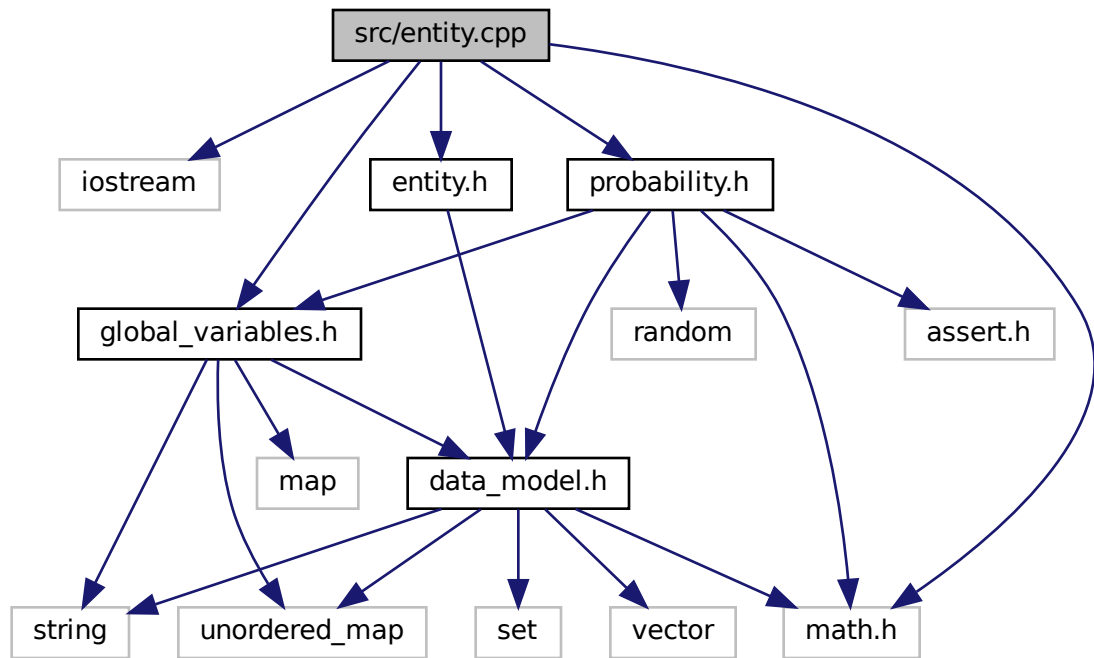 src/entity.cpp
iostream
entity.h
probability.h
global_variables.h
random
assert.h
map
data_model.h
string
unordered_map
set
vector
math.h